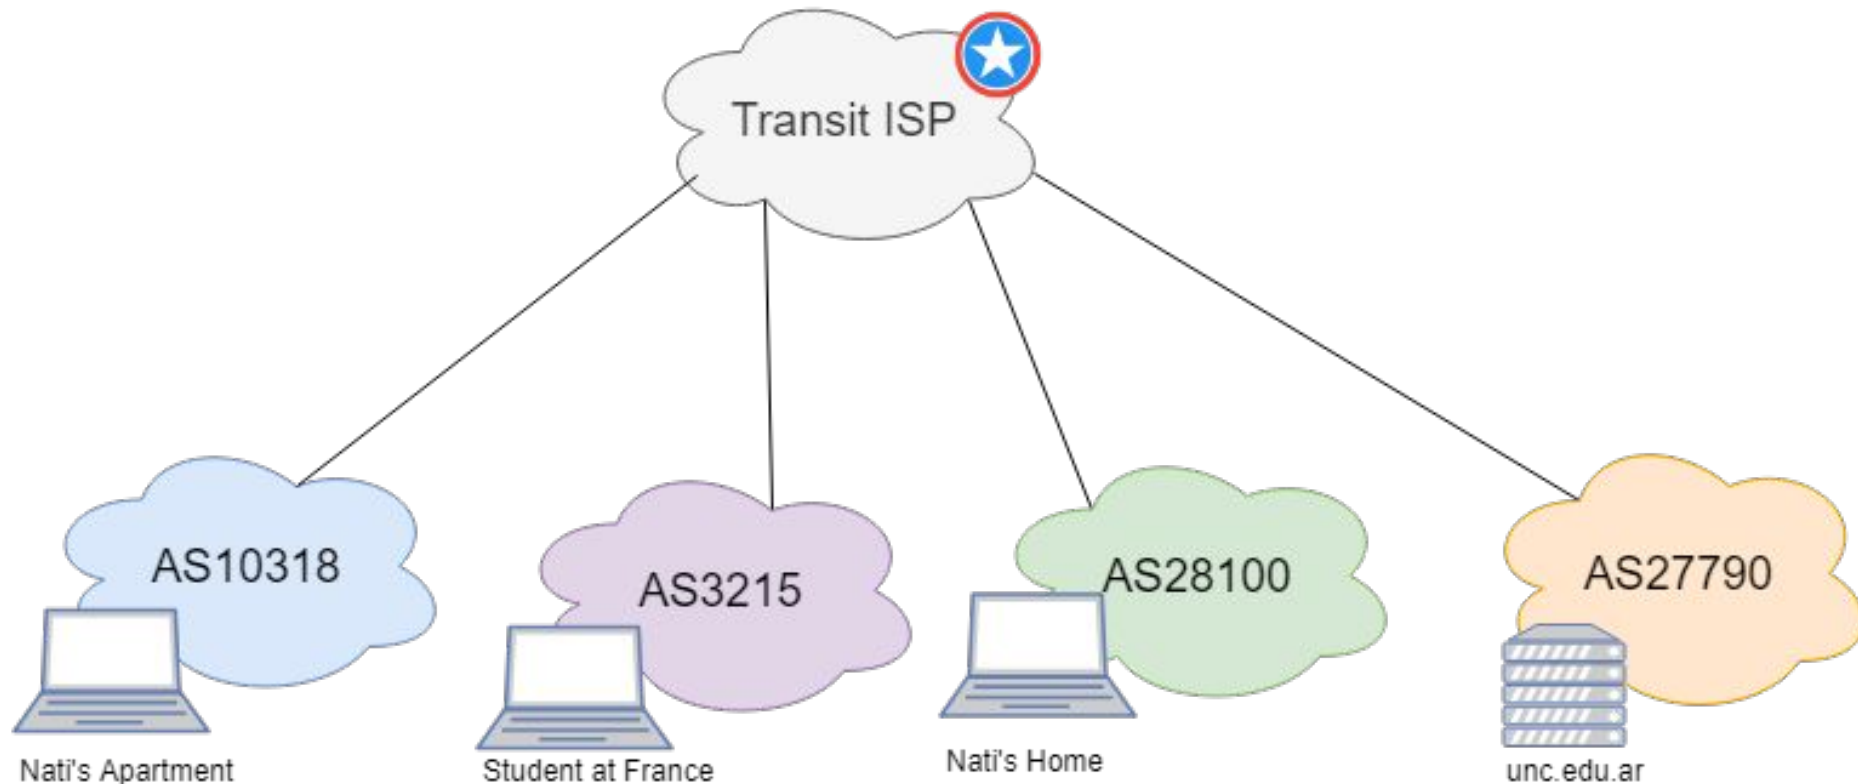 Transit ISP
AS10318
AS3215
AS28100
AS27790
Nati's Apartment
Student at France
Nati's Home
unc.edu.ar